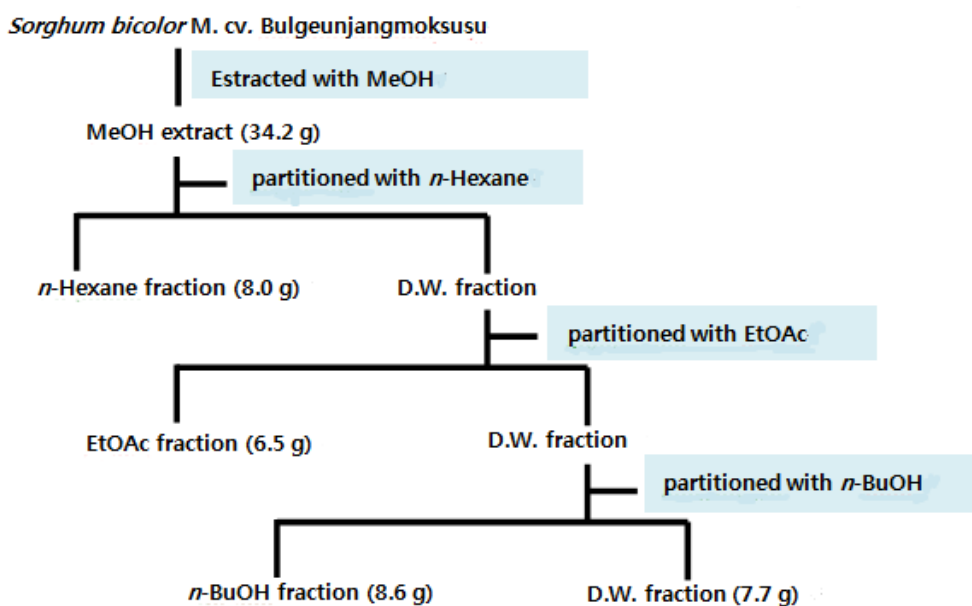 Sorghum bicolor M. cv. Bulgeunjangmoksusu
Estracted with MeOH
MeOH extract (34.2 g)
partitioned with n-Hexane
n-Hexane fraction (8.0 g)
D.W. fraction
partitioned with EtOAc
EtOAc fraction (6.5 g)
D.W. fraction
partitioned with n-BuOH
n-BuOH fraction (8.6 g)
D.W. fraction (7.7 g)